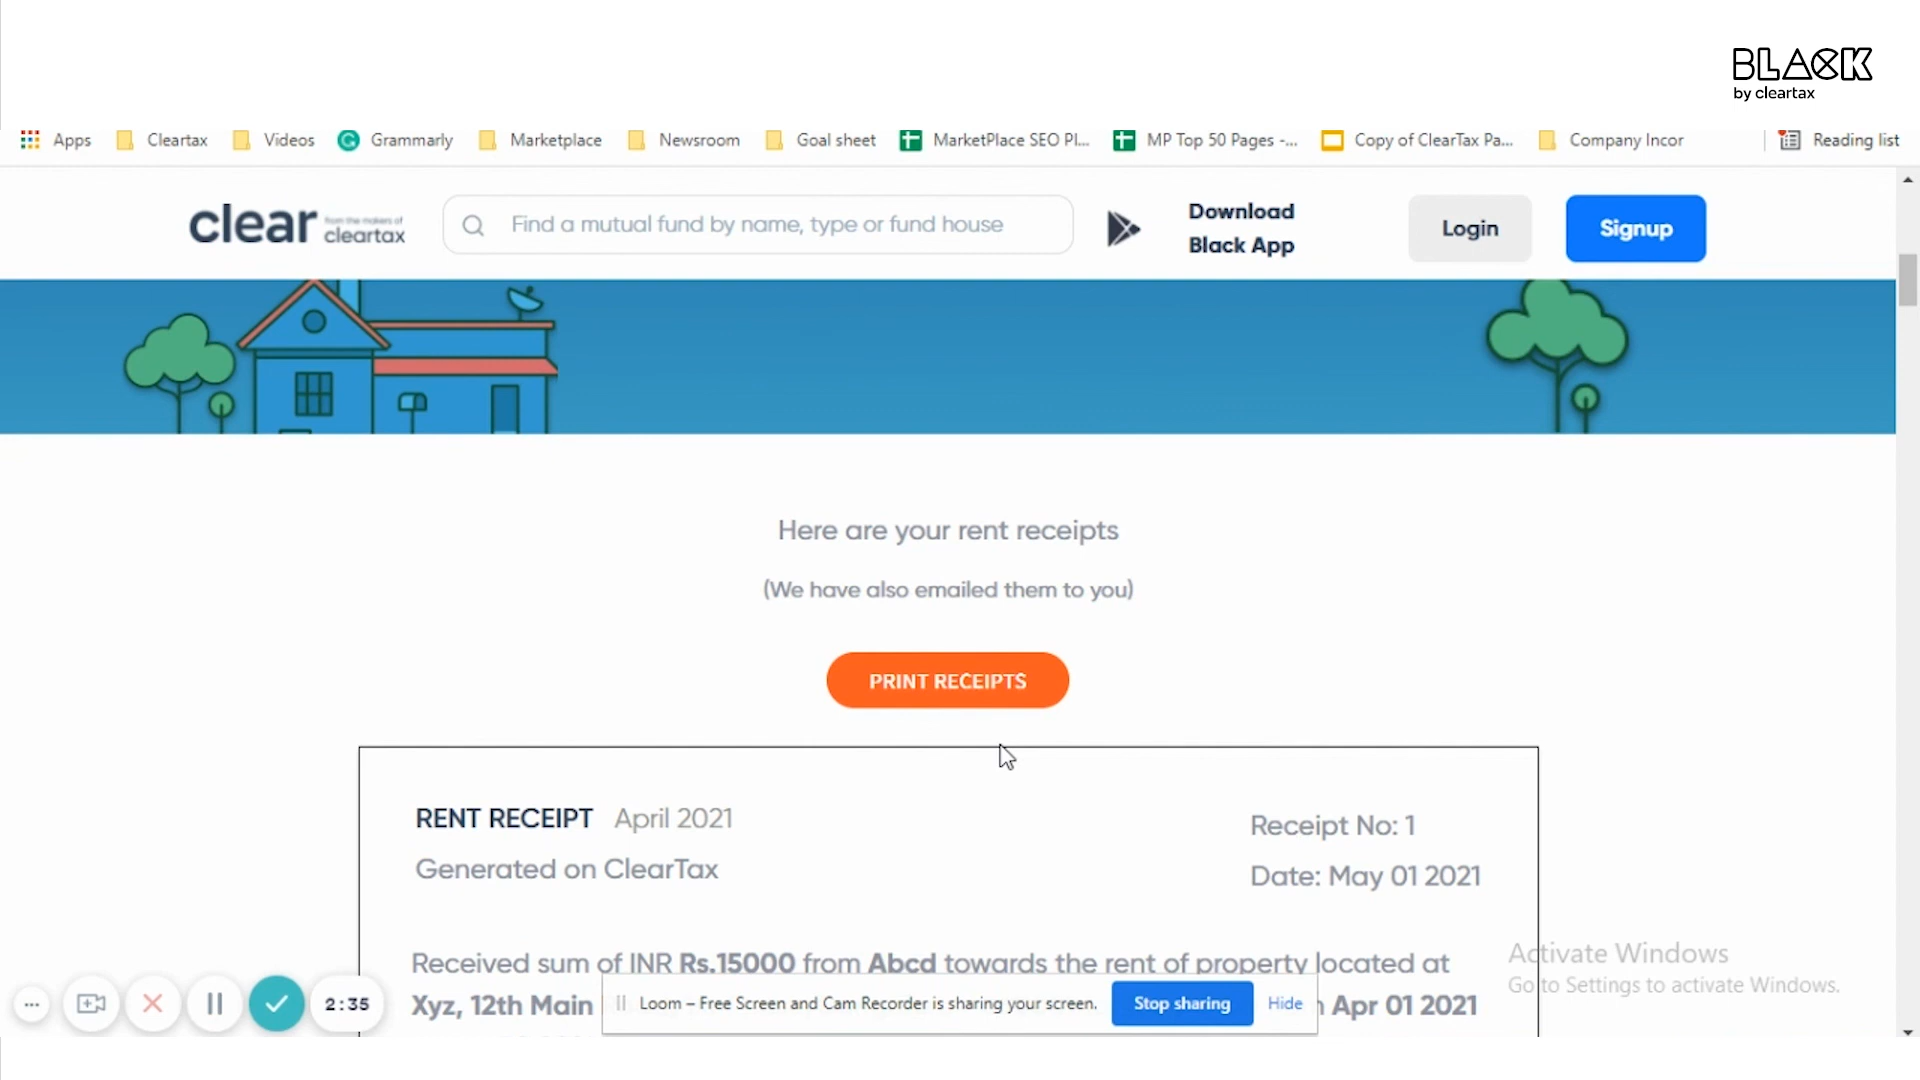 BLACK
by cleartax
Apps Cleartax Videos Grammarly Marketplace Newsroom Goal sheet MarketPlace SEO Pl... MP Top 50 Pages -... Copy of ClearTax Pa... Company Incor Reading list
clear from the makers of cleartax
Find a mutual fund by name, type or fund house
Download
Black App
Login
Signup
Here are your rent receipts
(We have also emailed them to you)
PRINT RECEIPTS
RENT RECEIPT April 2021
Receipt No: 1
Generated on ClearTax
Date: May 01 2021
Received sum of INR Rs.15000 from Abcd towards the rent of property located at
Xyz, 12th Main
Apr 01 2021
Activate Windows
Go to Settings to activate Windows.
2:35
Loom – Free Screen and Cam Recorder is sharing your screen. Stop sharing Hide